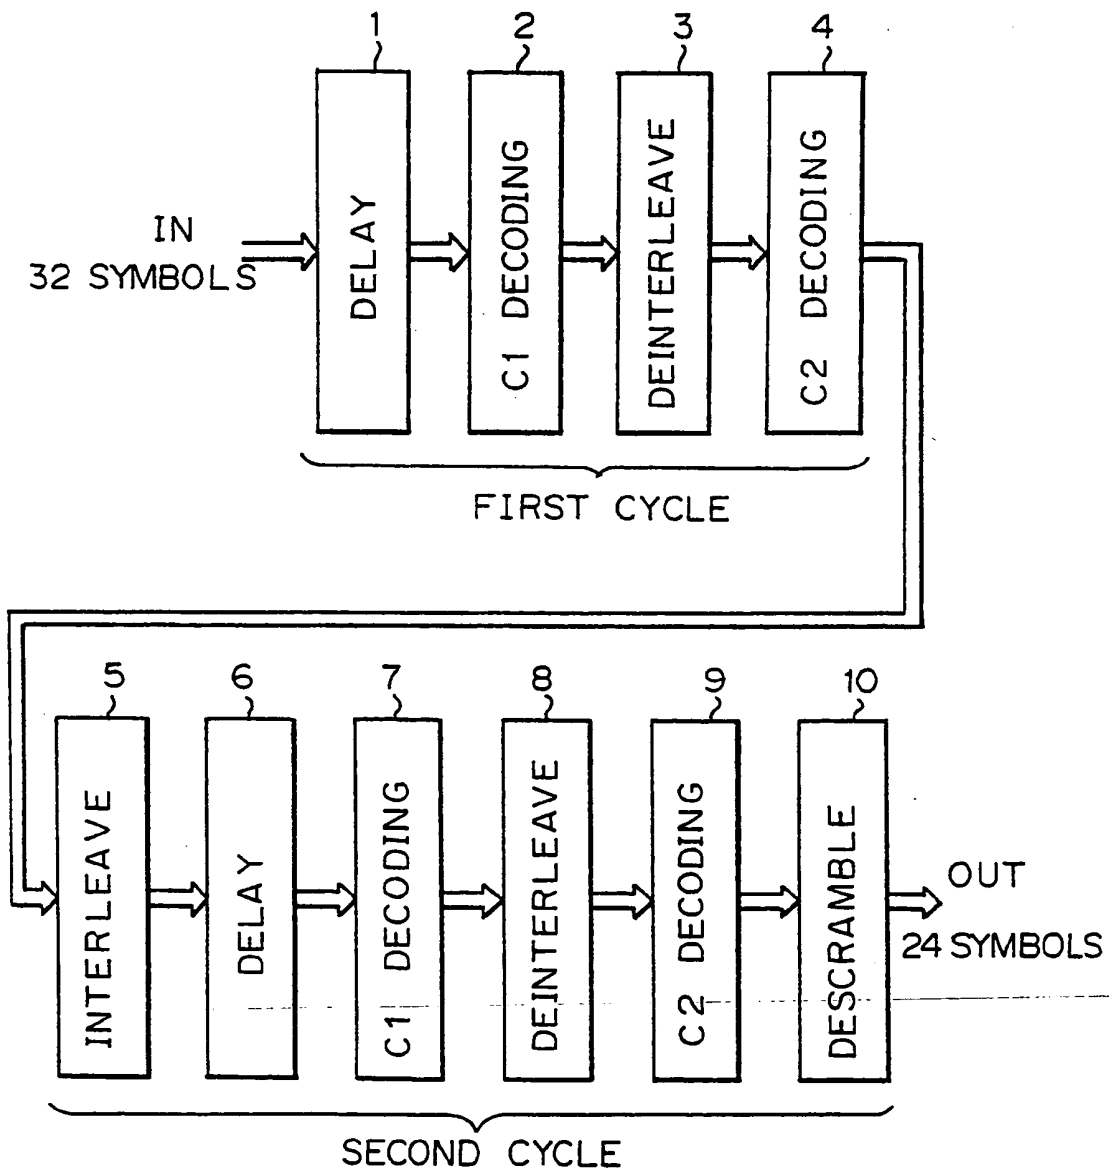 1
2
3
4
IN
32 SYMBOLS
DELAY
C1 DECODING
DEINTERLEAVE
C2 DECODING
FIRST CYCLE
5
6
7
8
9
10
INTERLEAVE
DELAY
C1 DECODING
DEINTERLEAVE
C2 DECODING
DESCRAMBLE
OUT
24 SYMBOLS
SECOND CYCLE